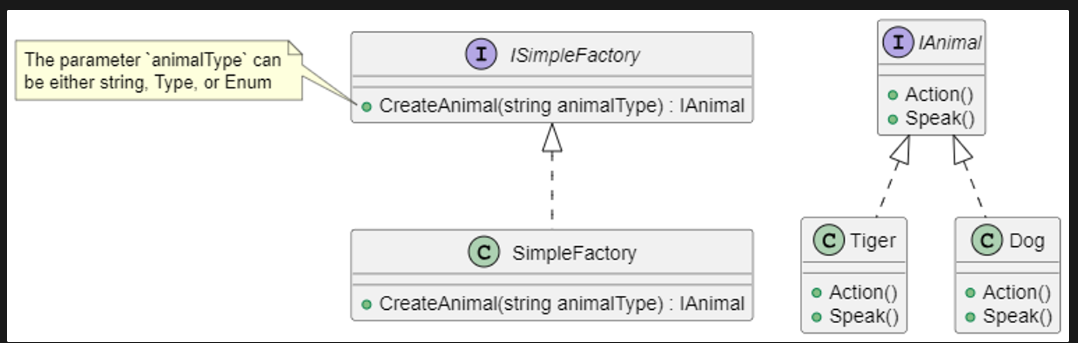 The parameter `animalType` can
be either string, Type, or Enum
I ISimpleFactory
CreateAnimal(string animalType) : IAnimal
C SimpleFactory
CreateAnimal(string animalType) : IAnimal
I IAnimal
Action()
Speak()
C Tiger
Action()
Speak()
C Dog
Action()
Speak()